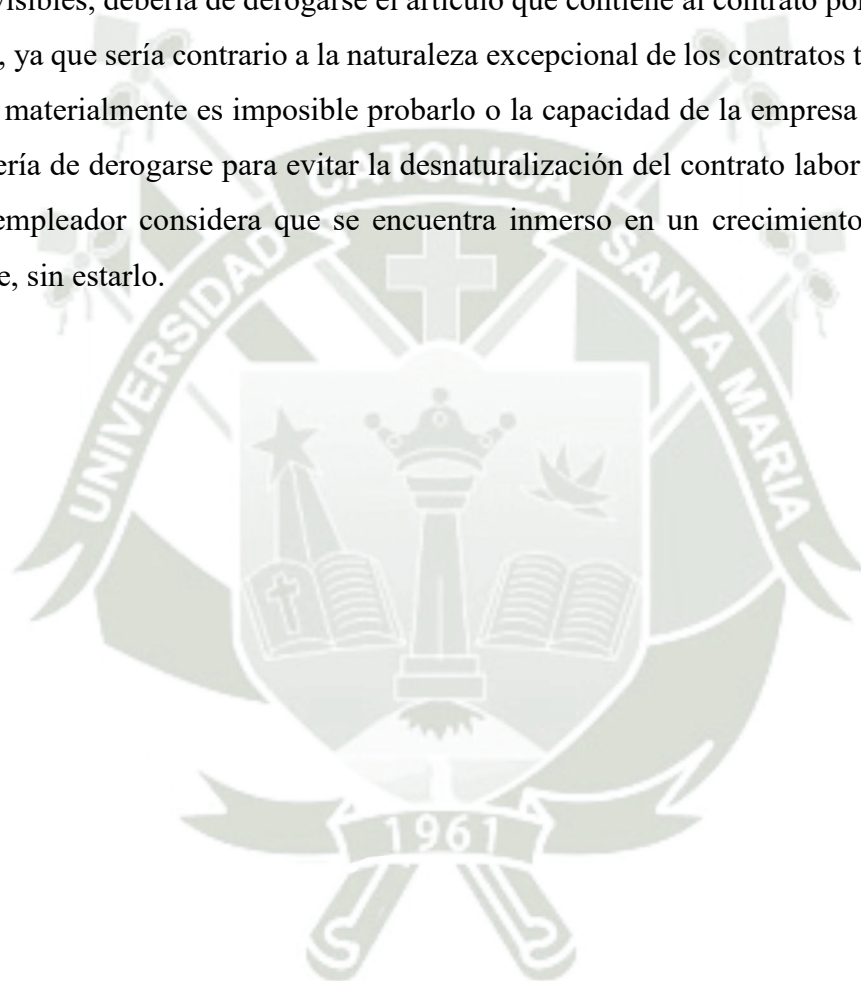 visibles, debería de derogarse el artículo que contiene al contrato por
, ya que sería contrario a la naturaleza excepcional de los contratos
materialmente es imposible probarlo o la capacidad de la empresa
ería de derogarse para evitar la desnaturalización del contrato labora
empleador considera que se encuentra inmerso en un crecimiento
e, sin estarlo.
UNIVERSIDAD CATOLICA SANTA MARIA
1961